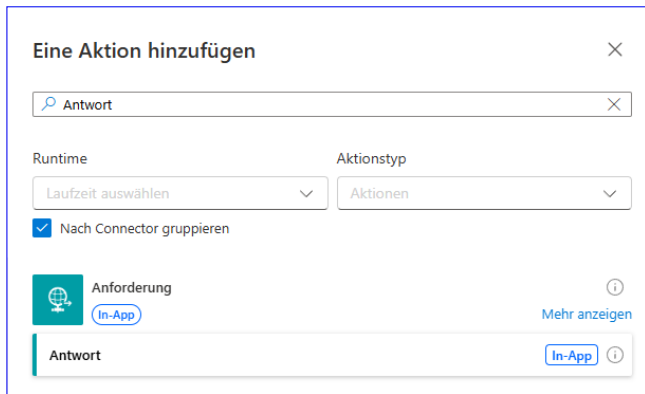 Eine Aktion hinzufügen
Antwort
Runtime
Aktionstyp
Laufzeit auswählen
Aktionen
Nach Connector gruppieren
Anforderung
In-App
Mehr anzeigen
Antwort
In-App